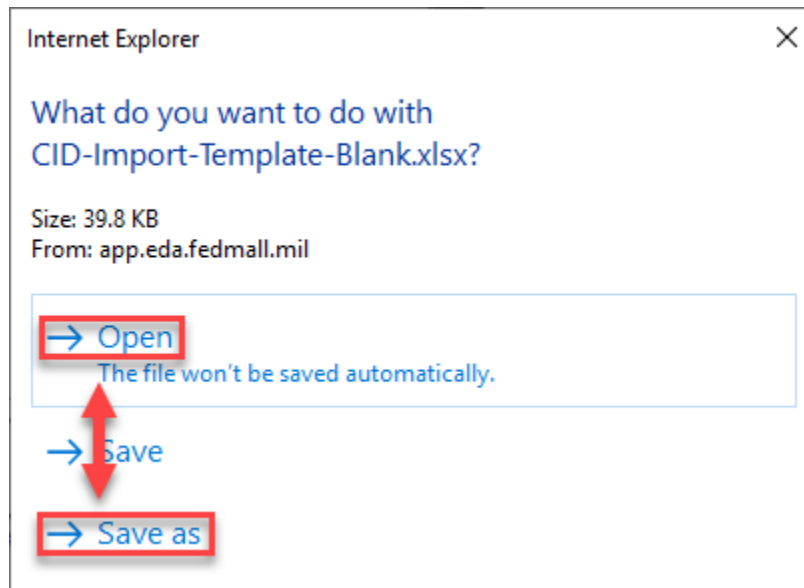 Internet Explorer
What do you want to do with
CID-Import-Template-Blank.xlsx?
Size: 39.8 KB
From: app.eda.fedmall.mil
Open
The file won't be saved automatically.
Save
Save as